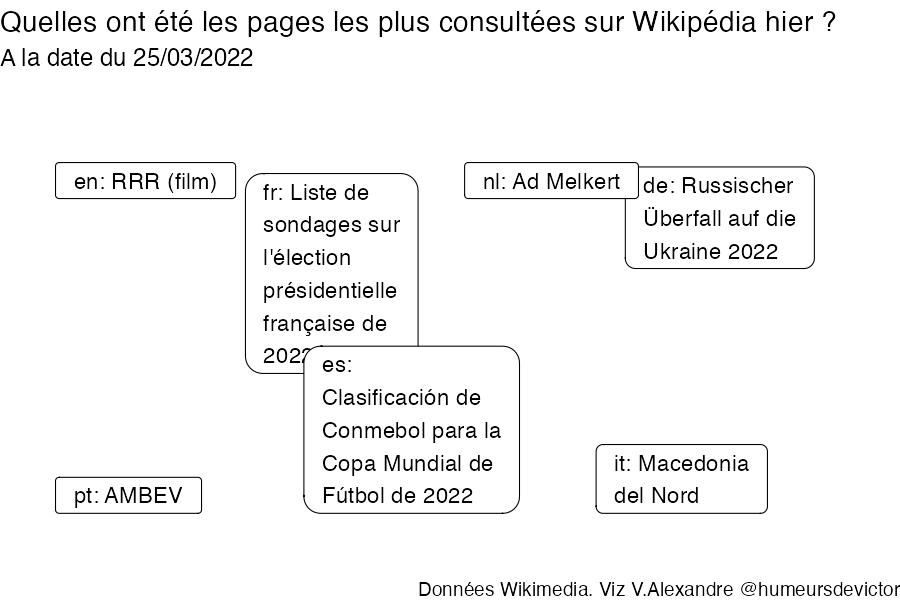 Quelles ont été les pages les plus consultées sur Wikipédia hier ?
A la date du 25/03/2022
en: RRR (film)
fr: Liste de
sondages sur
l'élection
présidentielle
française de
2022
nl: Ad Melkert
de: Russischer
Überfall auf die
Ukraine 2022
es:
Clasificación de
Conmebol para la
Copa Mundial de
Fútbol de 2022
pt: AMBEV
it: Macedonia
del Nord
Données Wikimedia. Viz V.Alexandre @humeursdevictor